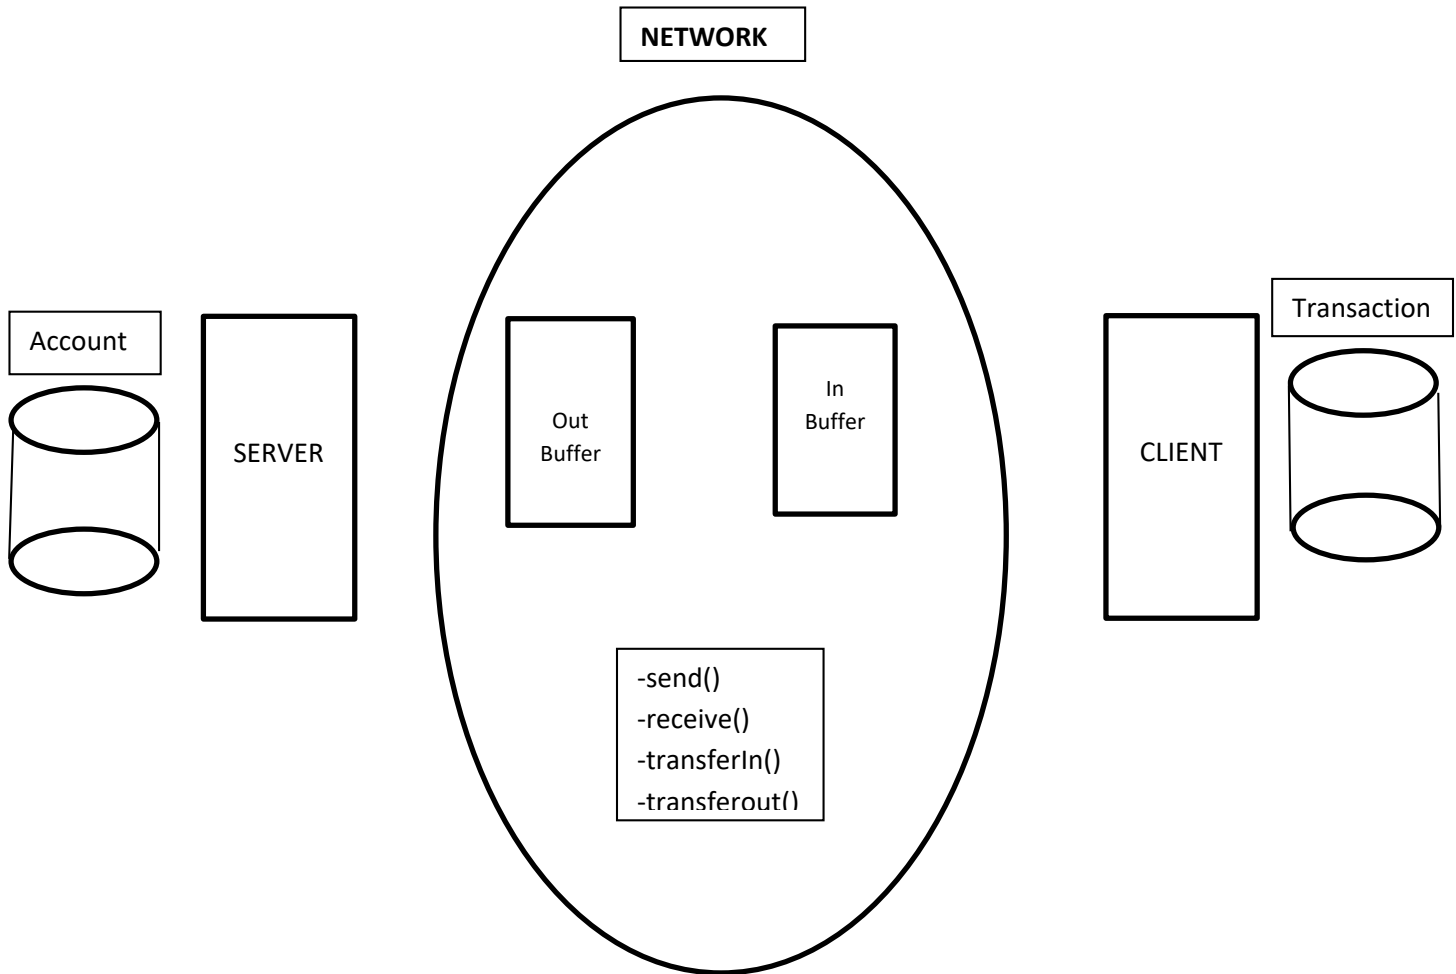 NETWORK
Account
SERVER
Out
Buffer
In
Buffer
CLIENT
Transaction
-send()
-receive()
-transferIn()
-transferout()